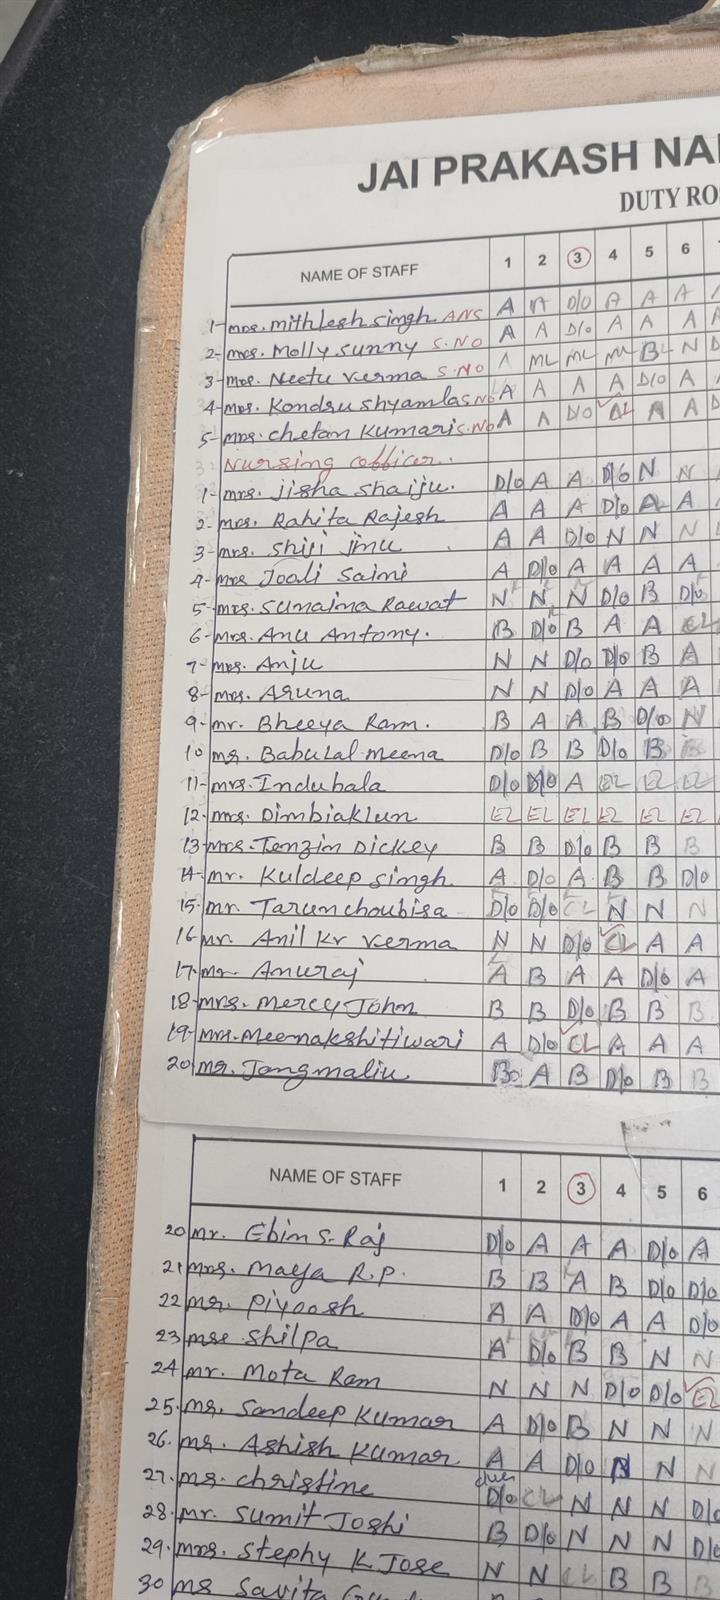 JAI PRAKASH NA
DUTY RO
NAME OF STAFF 1 2 3 4 5 6
1- mrs. mithlesh singh ANS A A D/O A A A
2- mrs. Molly sunny S.NO A A D/O A A A
3- mrs. Neetu verma S.NO A ML ML ML B N
4- mrs. Kondru shyamla S.NO A A A A D/O A
5- mrs. chetan kumari S.NO A A D/O CL A A
Nursing officer.
1- mrs. jisha shaiju. D/O A A D/O N N
2- mrs. Rahita Rajesh A A A D/O A A
3- mrs. shiji jinu A A D/O N N N
4- mrs Joali Saini A D/O A A A A
5- mrs. sunaina Rawat N N N D/O B D/O
6- mrs. Anu Antony. B D/O B A A CL
7- mrs. Anju N N D/O D/O B A
8- mrs. Aruna N N D/O A A A
9- mr. Bheeya Ram. B A A B D/O N
10 mr. Babulal meena D/O B B D/O B B
11- mrs. Indubala D/O D/O A EL EL EL
12- mrs. Dimbiaklun EL EL EL EL EL EL
13- mrs. Tenzin Dickey B B D/O B B B
14- mr. Kuldeep singh A D/O A B B D/O
15- mr. Tarun choubisa D/O D/O CL N N N
16- mr. Anil Kr verma N N D/O CL A A
17- mr Anuraj A B A A D/O A
18- mrs. Mercy John B B D/O B B B
19- mrs. Meenakshi tiwari A D/O CL A A A
20 mr. Jangmaliu B A B D/O B B
NAME OF STAFF 1 2 3 4 5 6
20 mr. Ebin S. Raj D/O A A A D/O A
21- mrs. Maya R.P. B B A B D/O D/O
22 mr. Piyoosh A A D/O A A D/O
23 mrs Shilpa A D/O B B N N
24 mr. Mota Ram N N N D/O D/O EL
25. mr. Sandeep Kumar A D/O B N N N
26. mr. Ashish Kumar A A D/O N N N
27. ms. christine D/O CL N N N D/O
28. mr. Sumit Joshi B D/O N N N D/O
29. mrs. Stephy K Jose N N CL B B B
30 ms Savita